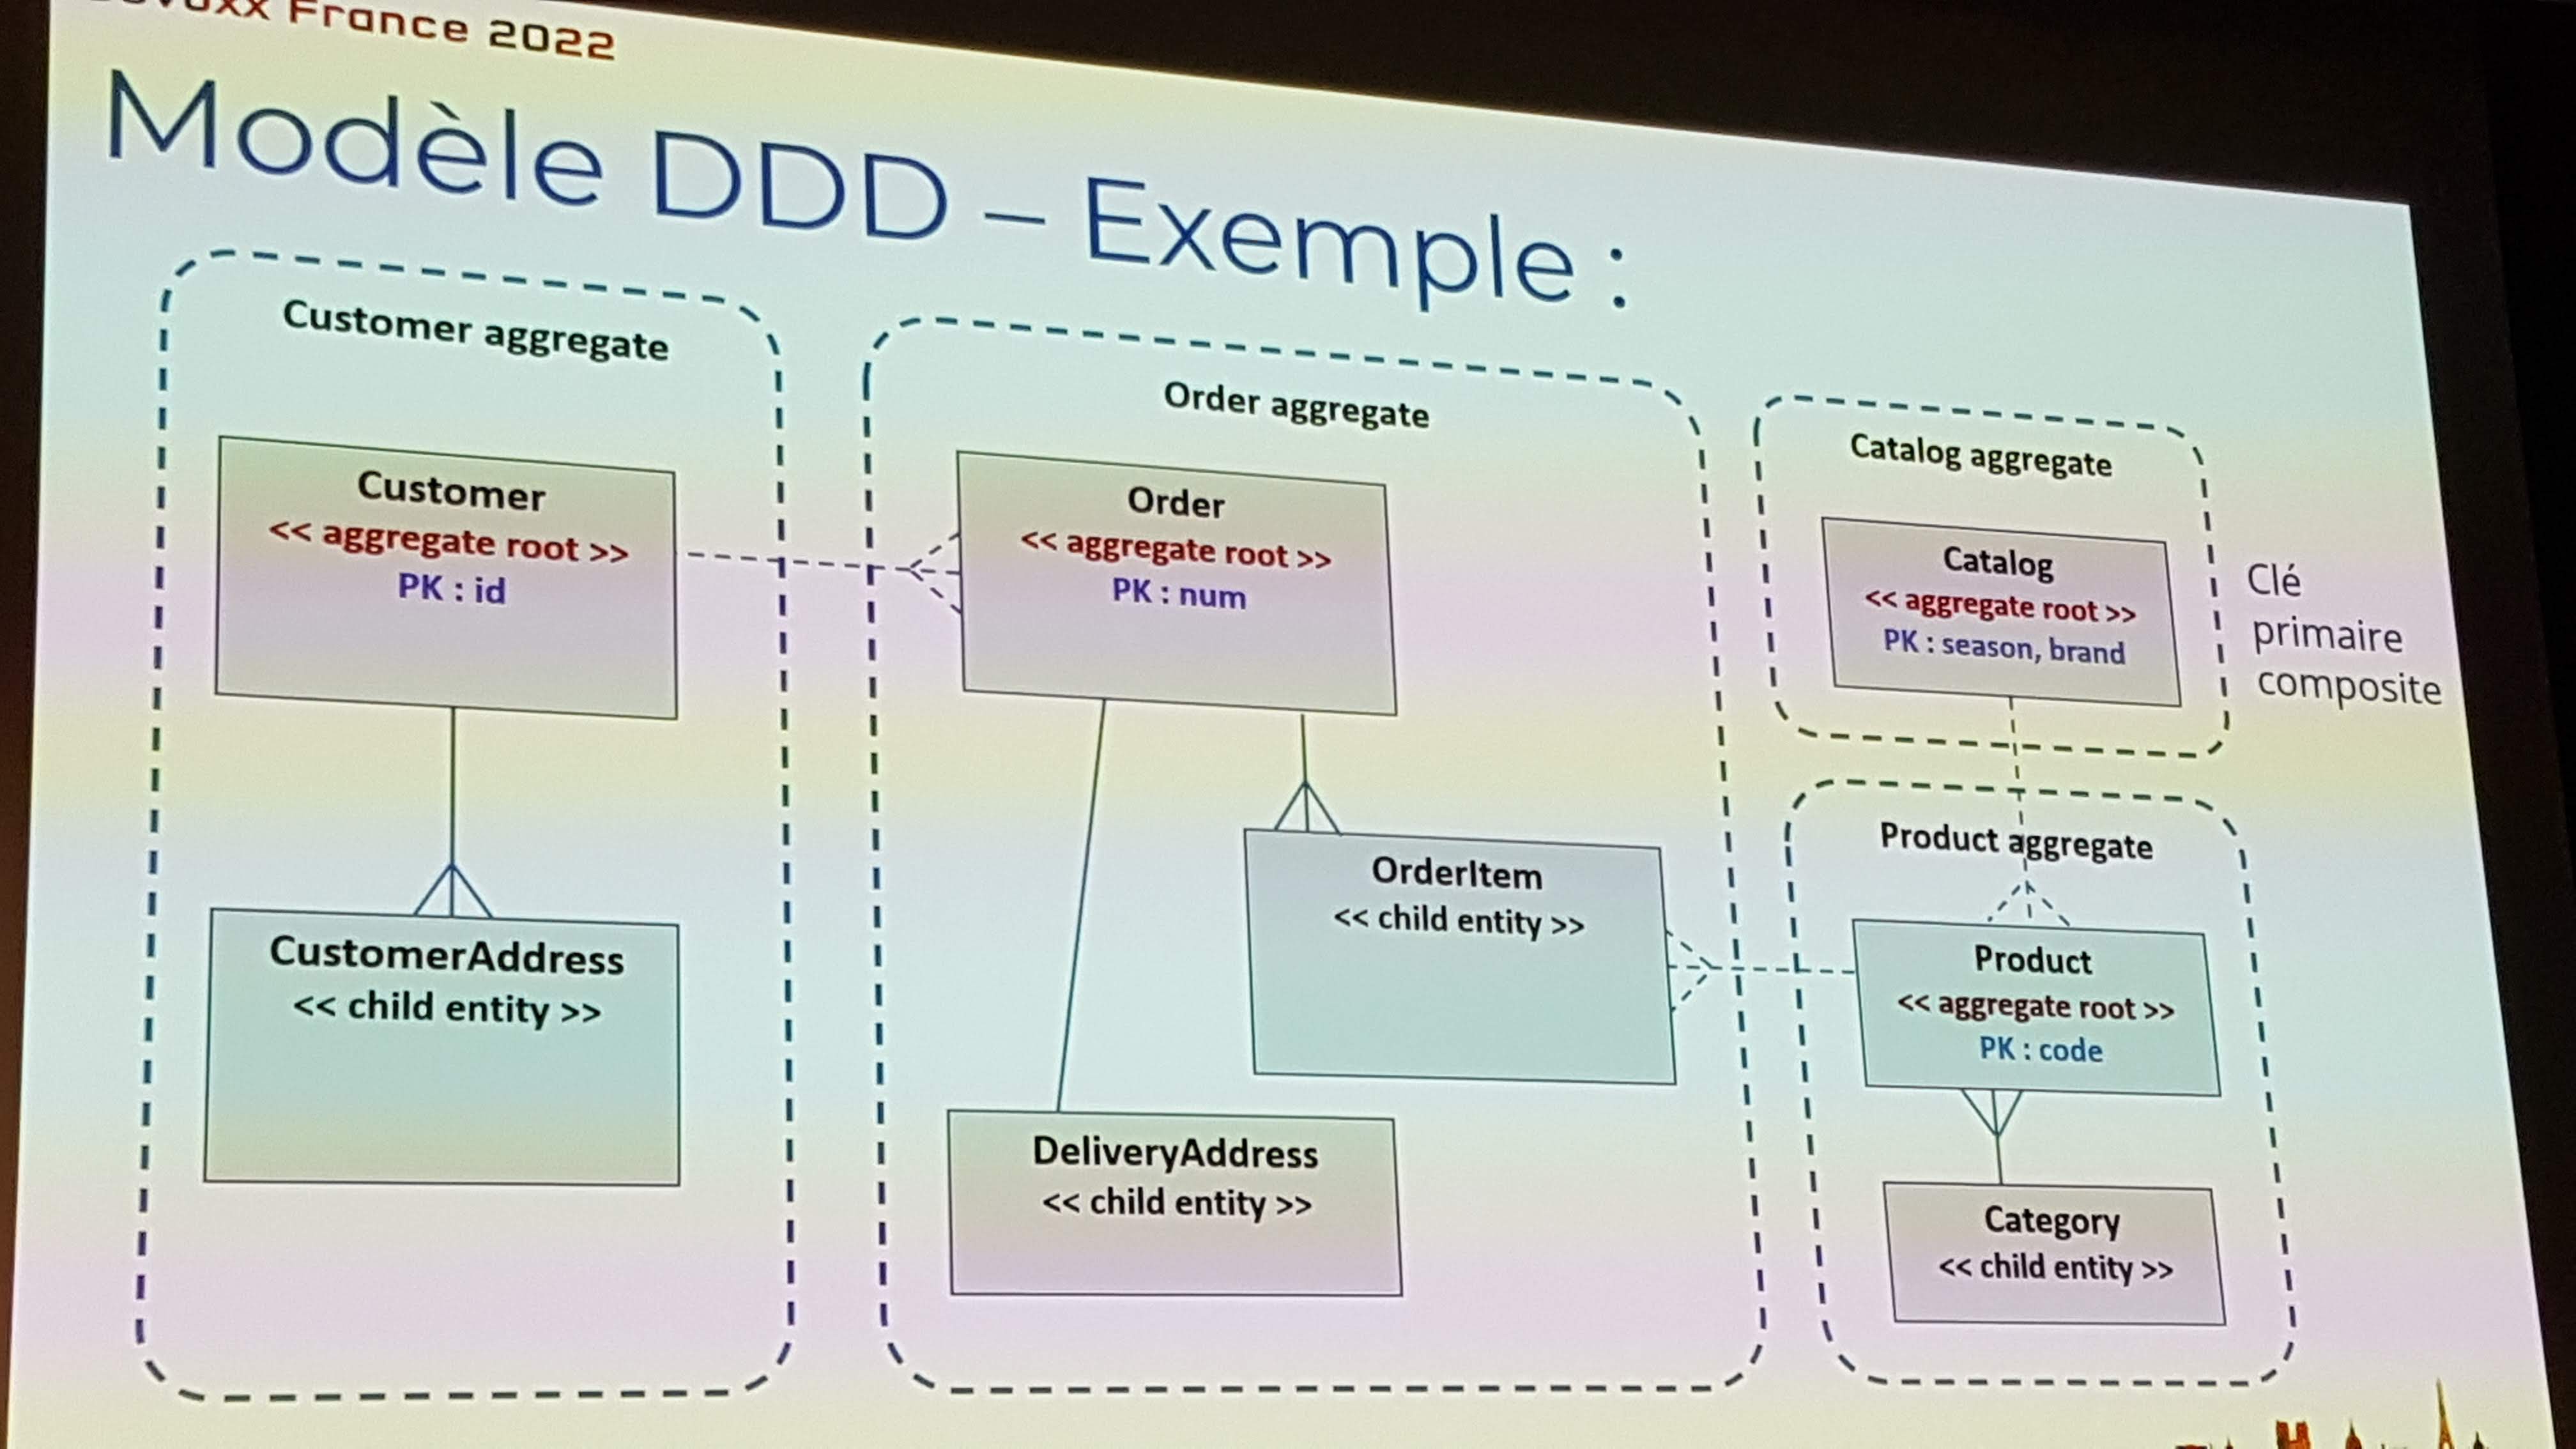 France 2022
Modèle DDD – Exemple :
Customer aggregate
Customer
<< aggregate root >>
PK : id
CustomerAddress
<< child entity >>
Order aggregate
Order
<< aggregate root >>
PK : num
OrderItem
<< child entity >>
DeliveryAddress
<< child entity >>
Catalog aggregate
Catalog
<< aggregate root >>
PK : season, brand
Clé
primaire
composite
Product aggregate
Product
<< aggregate root >>
PK : code
Category
<< child entity >>